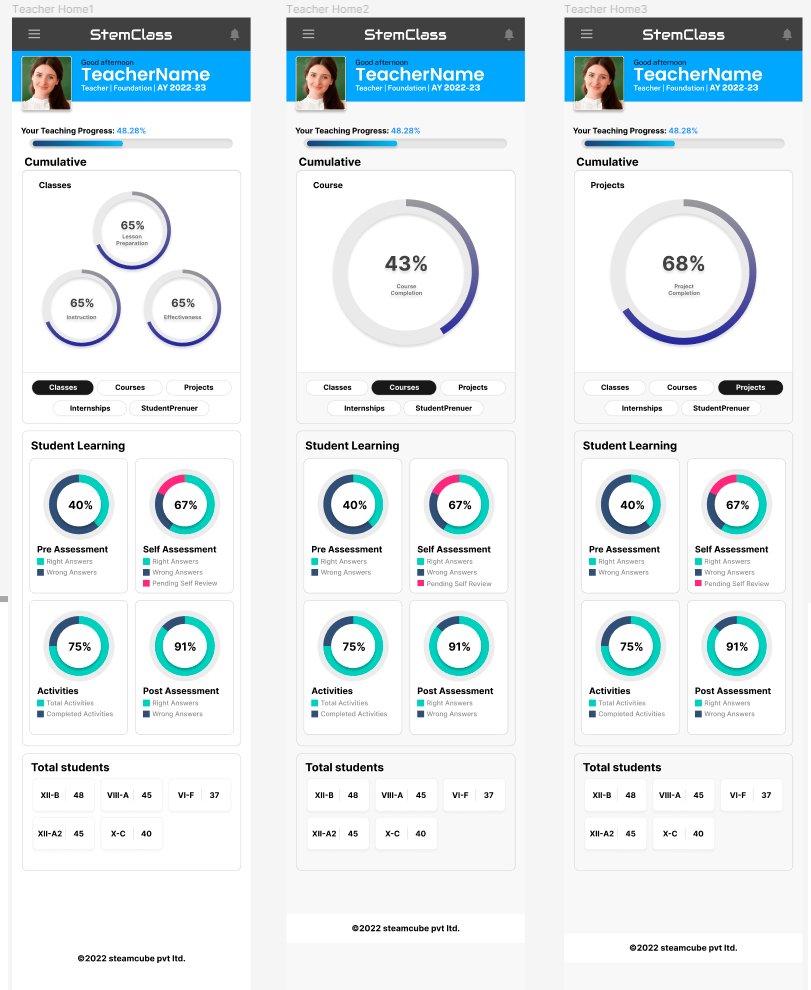 Teacher Home1
StemClass
Good afternoon
TeacherName
Teacher | Foundation | AY 2022-23
Your Teaching Progress: 48.28%
Cumulative
Classes
65%
Lesson
Preparation
65%
Instruction
65%
Effectiveness
Classes
Courses
Projects
Internships
StudentPrenuer
Student Learning
40%
Pre Assessment
Right Answers
Wrong Answers
67%
Self Assessment
Right Answers
Wrong Answers
Pending Self Review
75%
Activities
Total Activities
Completed Activities
91%
Post Assessment
Right Answers
Wrong Answers
Total students
XII-B 48
VIII-A 45
VI-F 37
XII-A2 45
X-C 40
©2022 steamcube pvt ltd.
Teacher Home2
StemClass
Good afternoon
TeacherName
Teacher | Foundation | AY 2022-23
Your Teaching Progress: 48.28%
Cumulative
Course
43%
Course
Completion
Classes
Courses
Projects
Internships
StudentPrenuer
Student Learning
40%
Pre Assessment
Right Answers
Wrong Answers
67%
Self Assessment
Right Answers
Wrong Answers
Pending Self Review
75%
Activities
Total Activities
Completed Activities
91%
Post Assessment
Right Answers
Wrong Answers
Total students
XII-B 48
VIII-A 45
VI-F 37
XII-A2 45
X-C 40
©2022 steamcube pvt ltd.
Teacher Home3
StemClass
Good afternoon
TeacherName
Teacher | Foundation | AY 2022-23
Your Teaching Progress: 48.28%
Cumulative
Projects
68%
Project
Completion
Classes
Courses
Projects
Internships
StudentPrenuer
Student Learning
40%
Pre Assessment
Right Answers
Wrong Answers
67%
Self Assessment
Right Answers
Wrong Answers
Pending Self Review
75%
Activities
Total Activities
Completed Activities
91%
Post Assessment
Right Answers
Wrong Answers
Total students
XII-B 48
VIII-A 45
VI-F 37
XII-A2 45
X-C 40
©2022 steamcube pvt ltd.